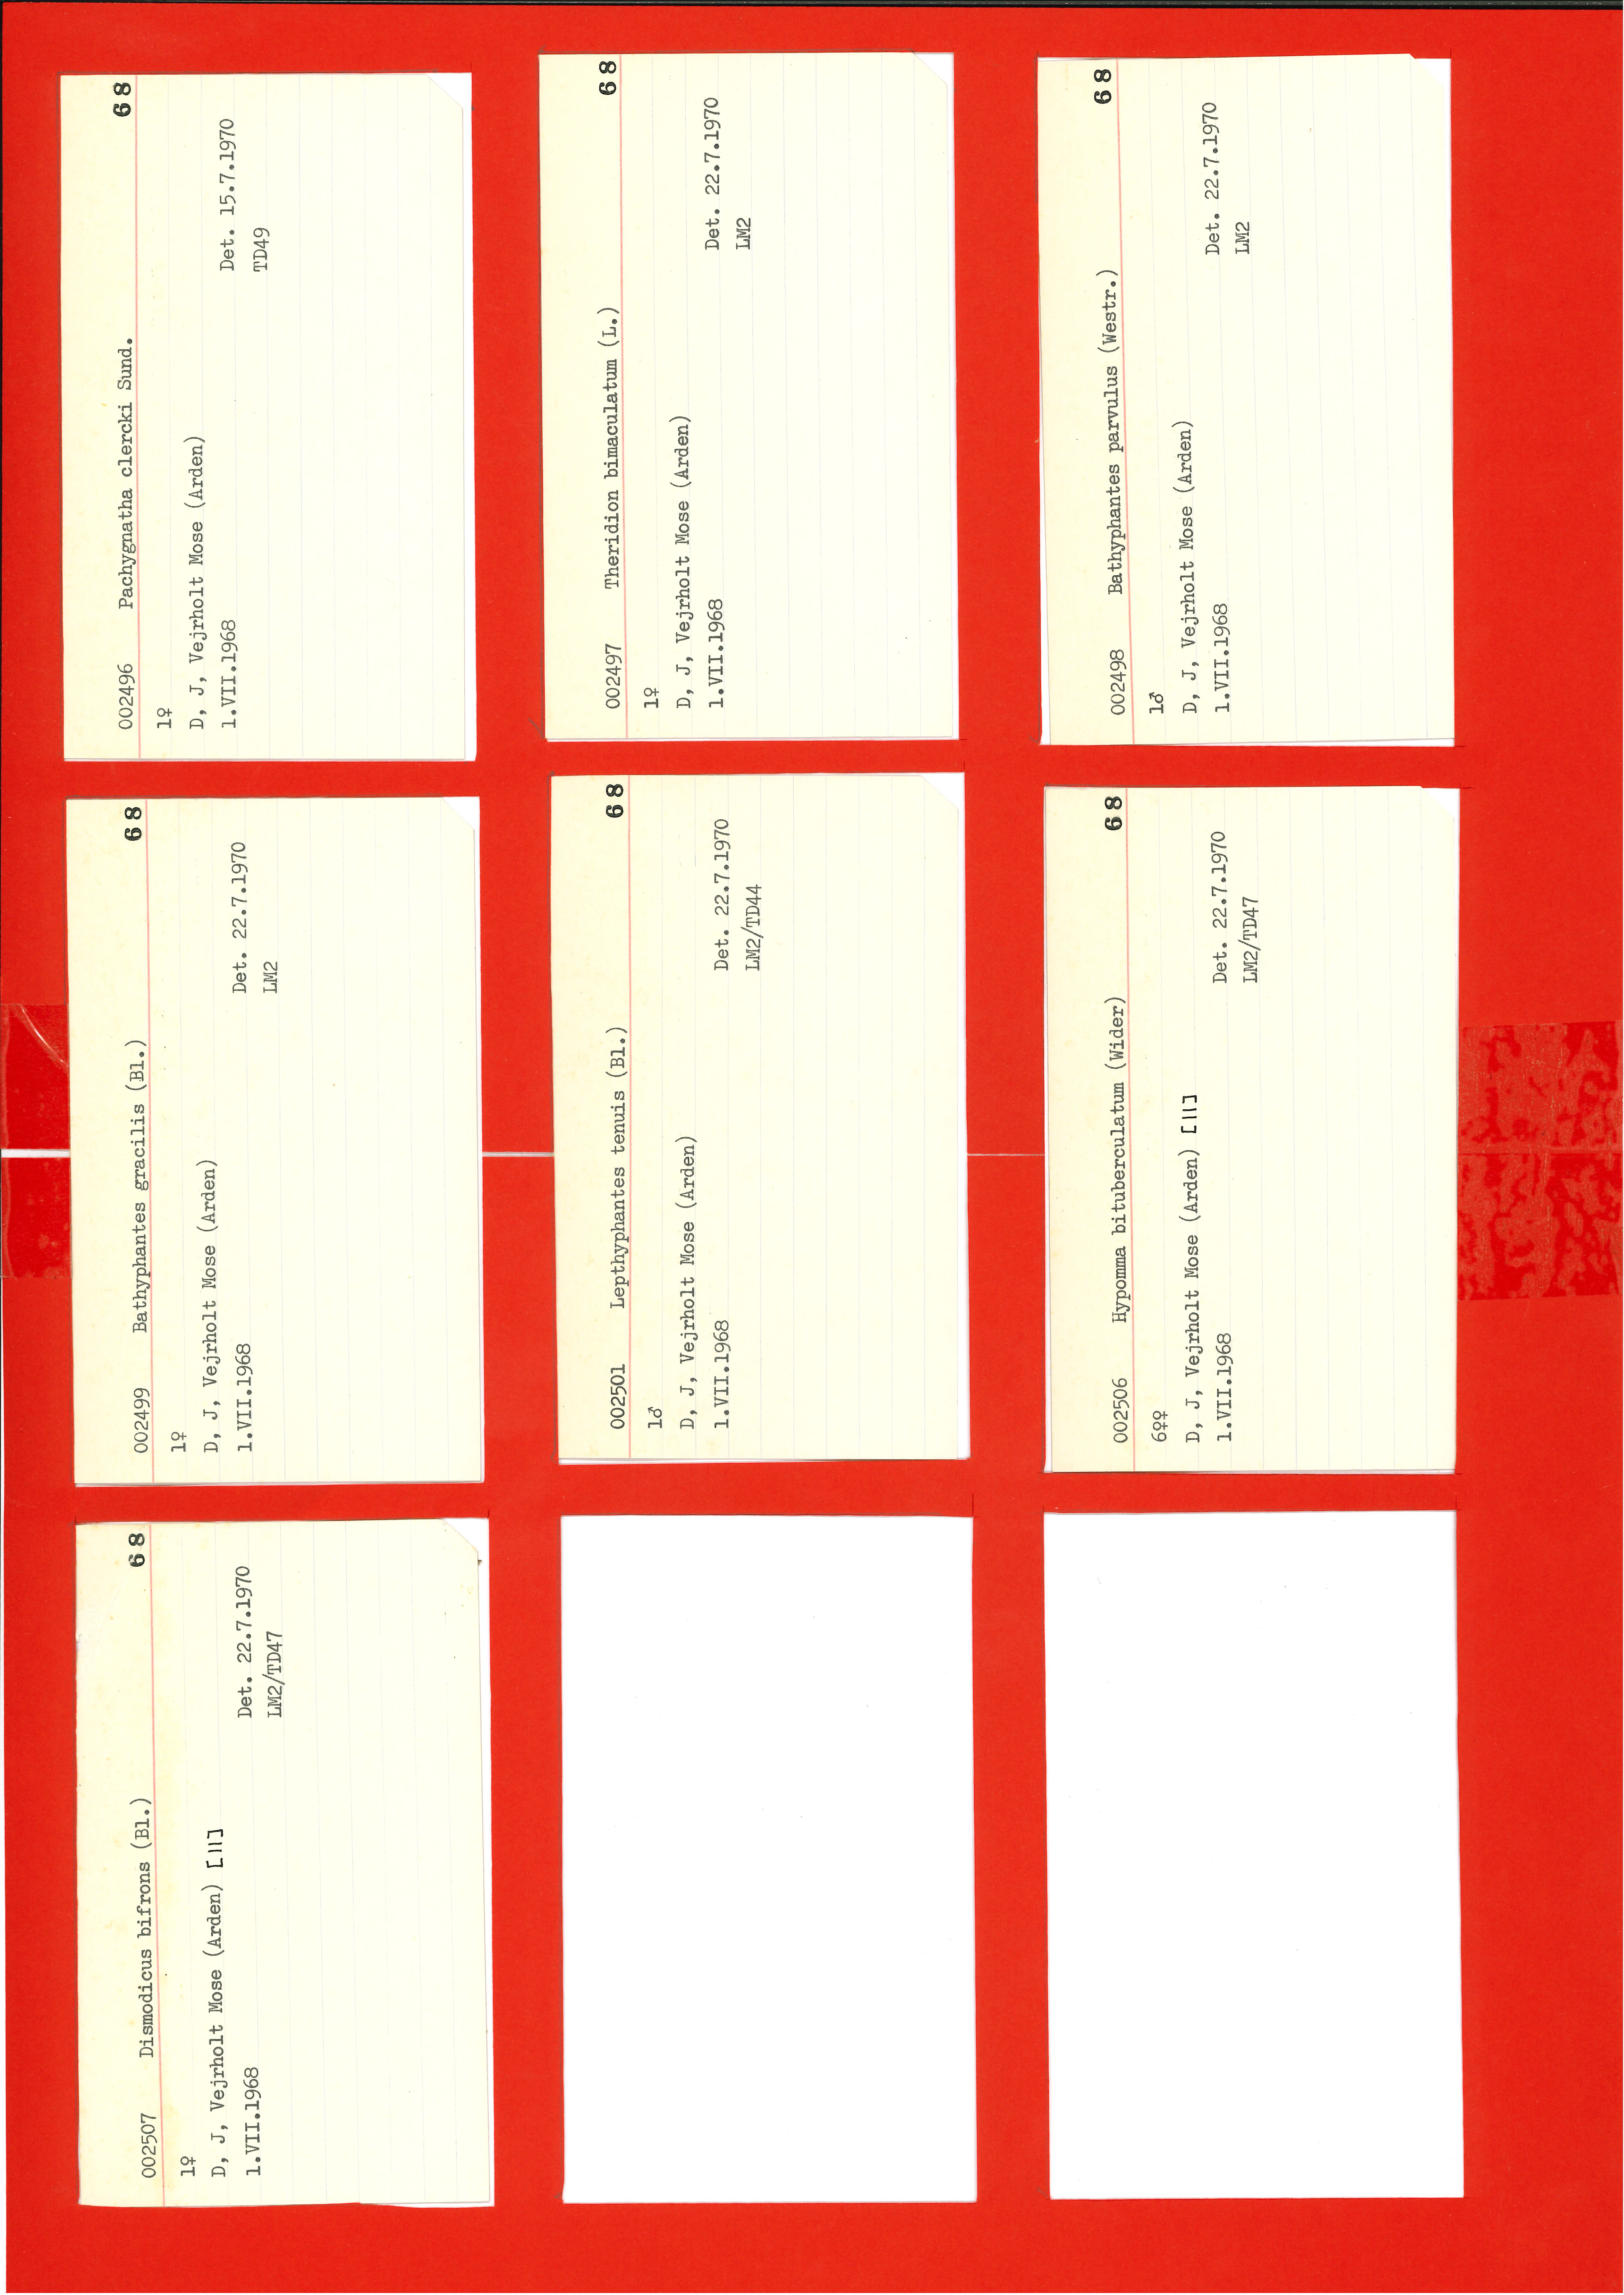 002496 Pachygnatha clercki Sund. 68
1♀
D, J, Vejrholt Mose (Arden)
1.VII.1968 Det. 15.7.1970
TD49
002497 Theridion bimaculatum (L.) 68
1♀
D, J, Vejrholt Mose (Arden)
1.VII.1968 Det. 22.7.1970
LM2
002498 Bathyphantes parvulus (Westr.) 68
1♂
D, J, Vejrholt Mose (Arden)
1.VII.1968 Det. 22.7.1970
LM2
002499 Bathyphantes gracilis (Bl.) 68
1♀
D, J, Vejrholt Mose (Arden)
1.VII.1968 Det. 22.7.1970
LM2
002501 Lepthyphantes tenuis (Bl.) 68
1♂
D, J, Vejrholt Mose (Arden)
1.VII.1968 Det. 22.7.1970
LM2/TD44
002506 Hypomma bituberculatum (Wider) 68
6♀♀
D, J, Vejrholt Mose (Arden) [11]
1.VII.1968 Det. 22.7.1970
LM2/TD47
002507 Dismodicus bifrons (Bl.) 68
1♀
D, J, Vejrholt Mose (Arden) [11]
1.VII.1968 Det. 22.7.1970
LM2/TD47